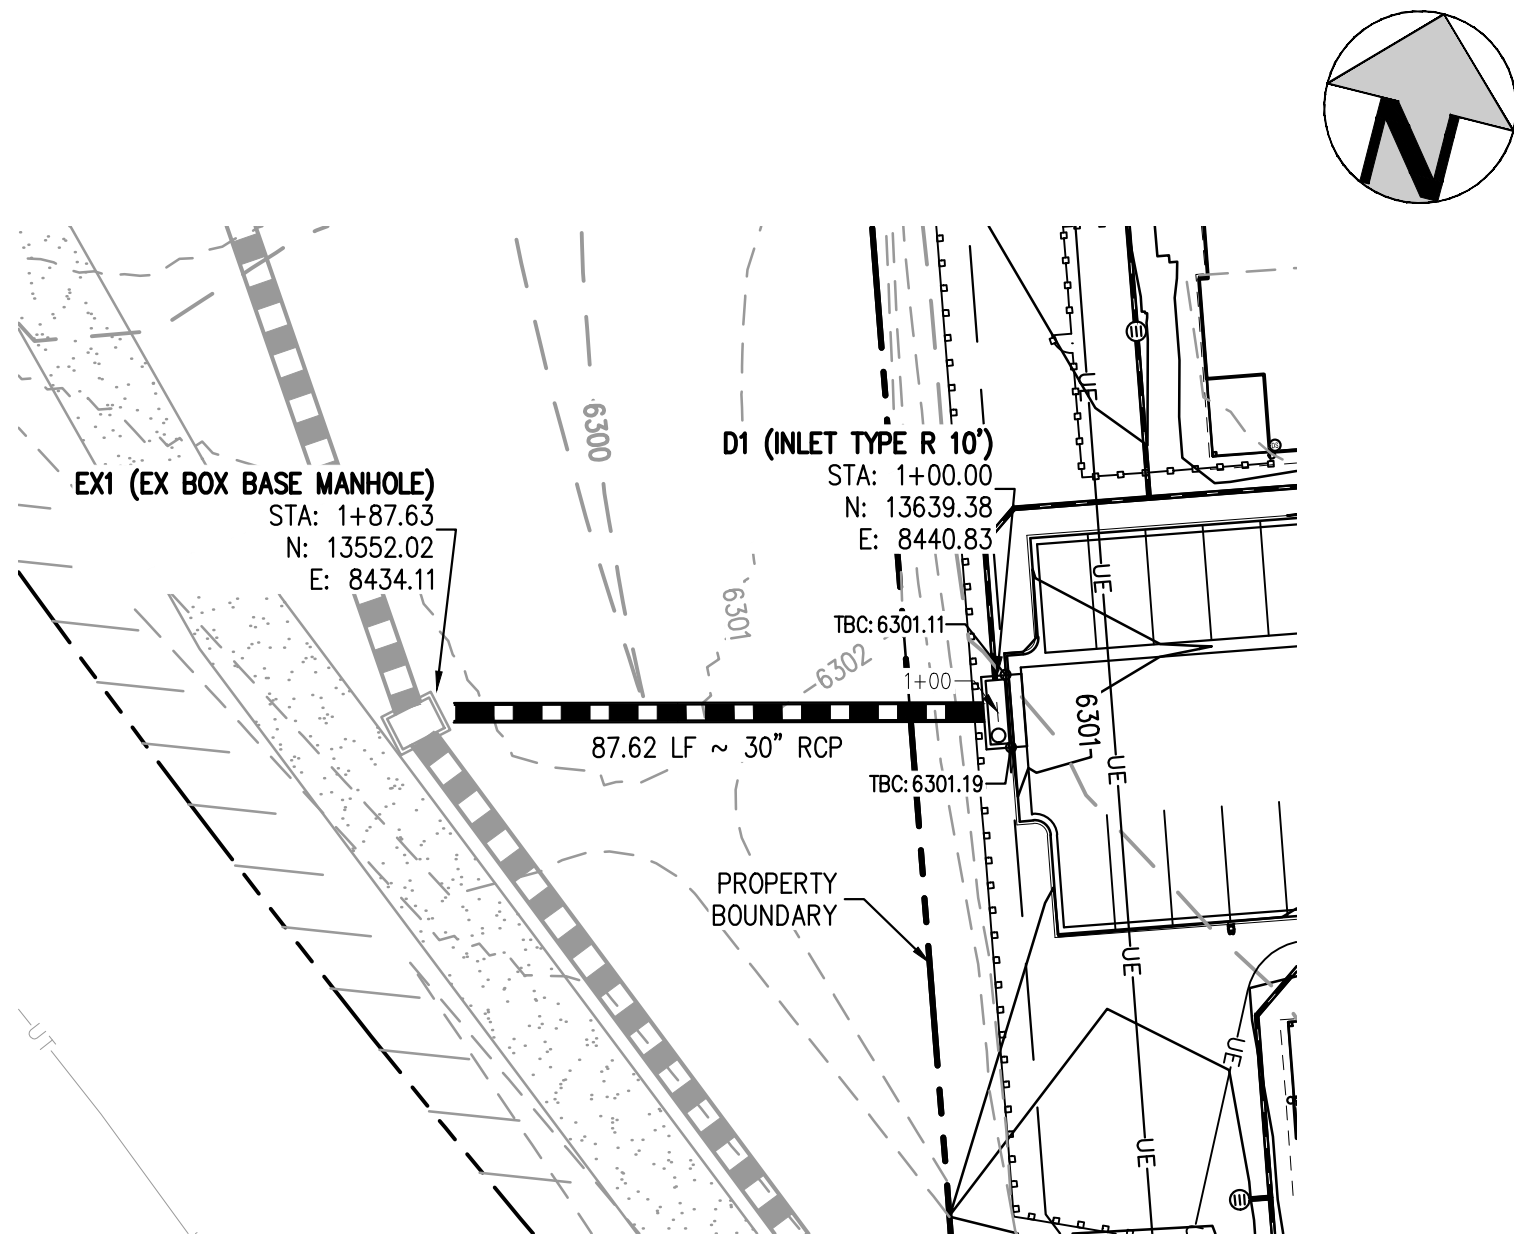 N
6300
UE
D1 (INLET TYPE R 10')
STA: 1+00.00
N: 13639.38
E: 8440.83
EX1 (EX BOX BASE MANHOLE)
STA: 1+87.63
N: 13552.02
E: 8434.11
UE
6301
TBC: 6301.11
6302
1+00
6301
87.62 LF ~ 30" RCP
UE
TBC: 6301.19
PROPERTY
BOUNDARY
UE
UT
UE
UE